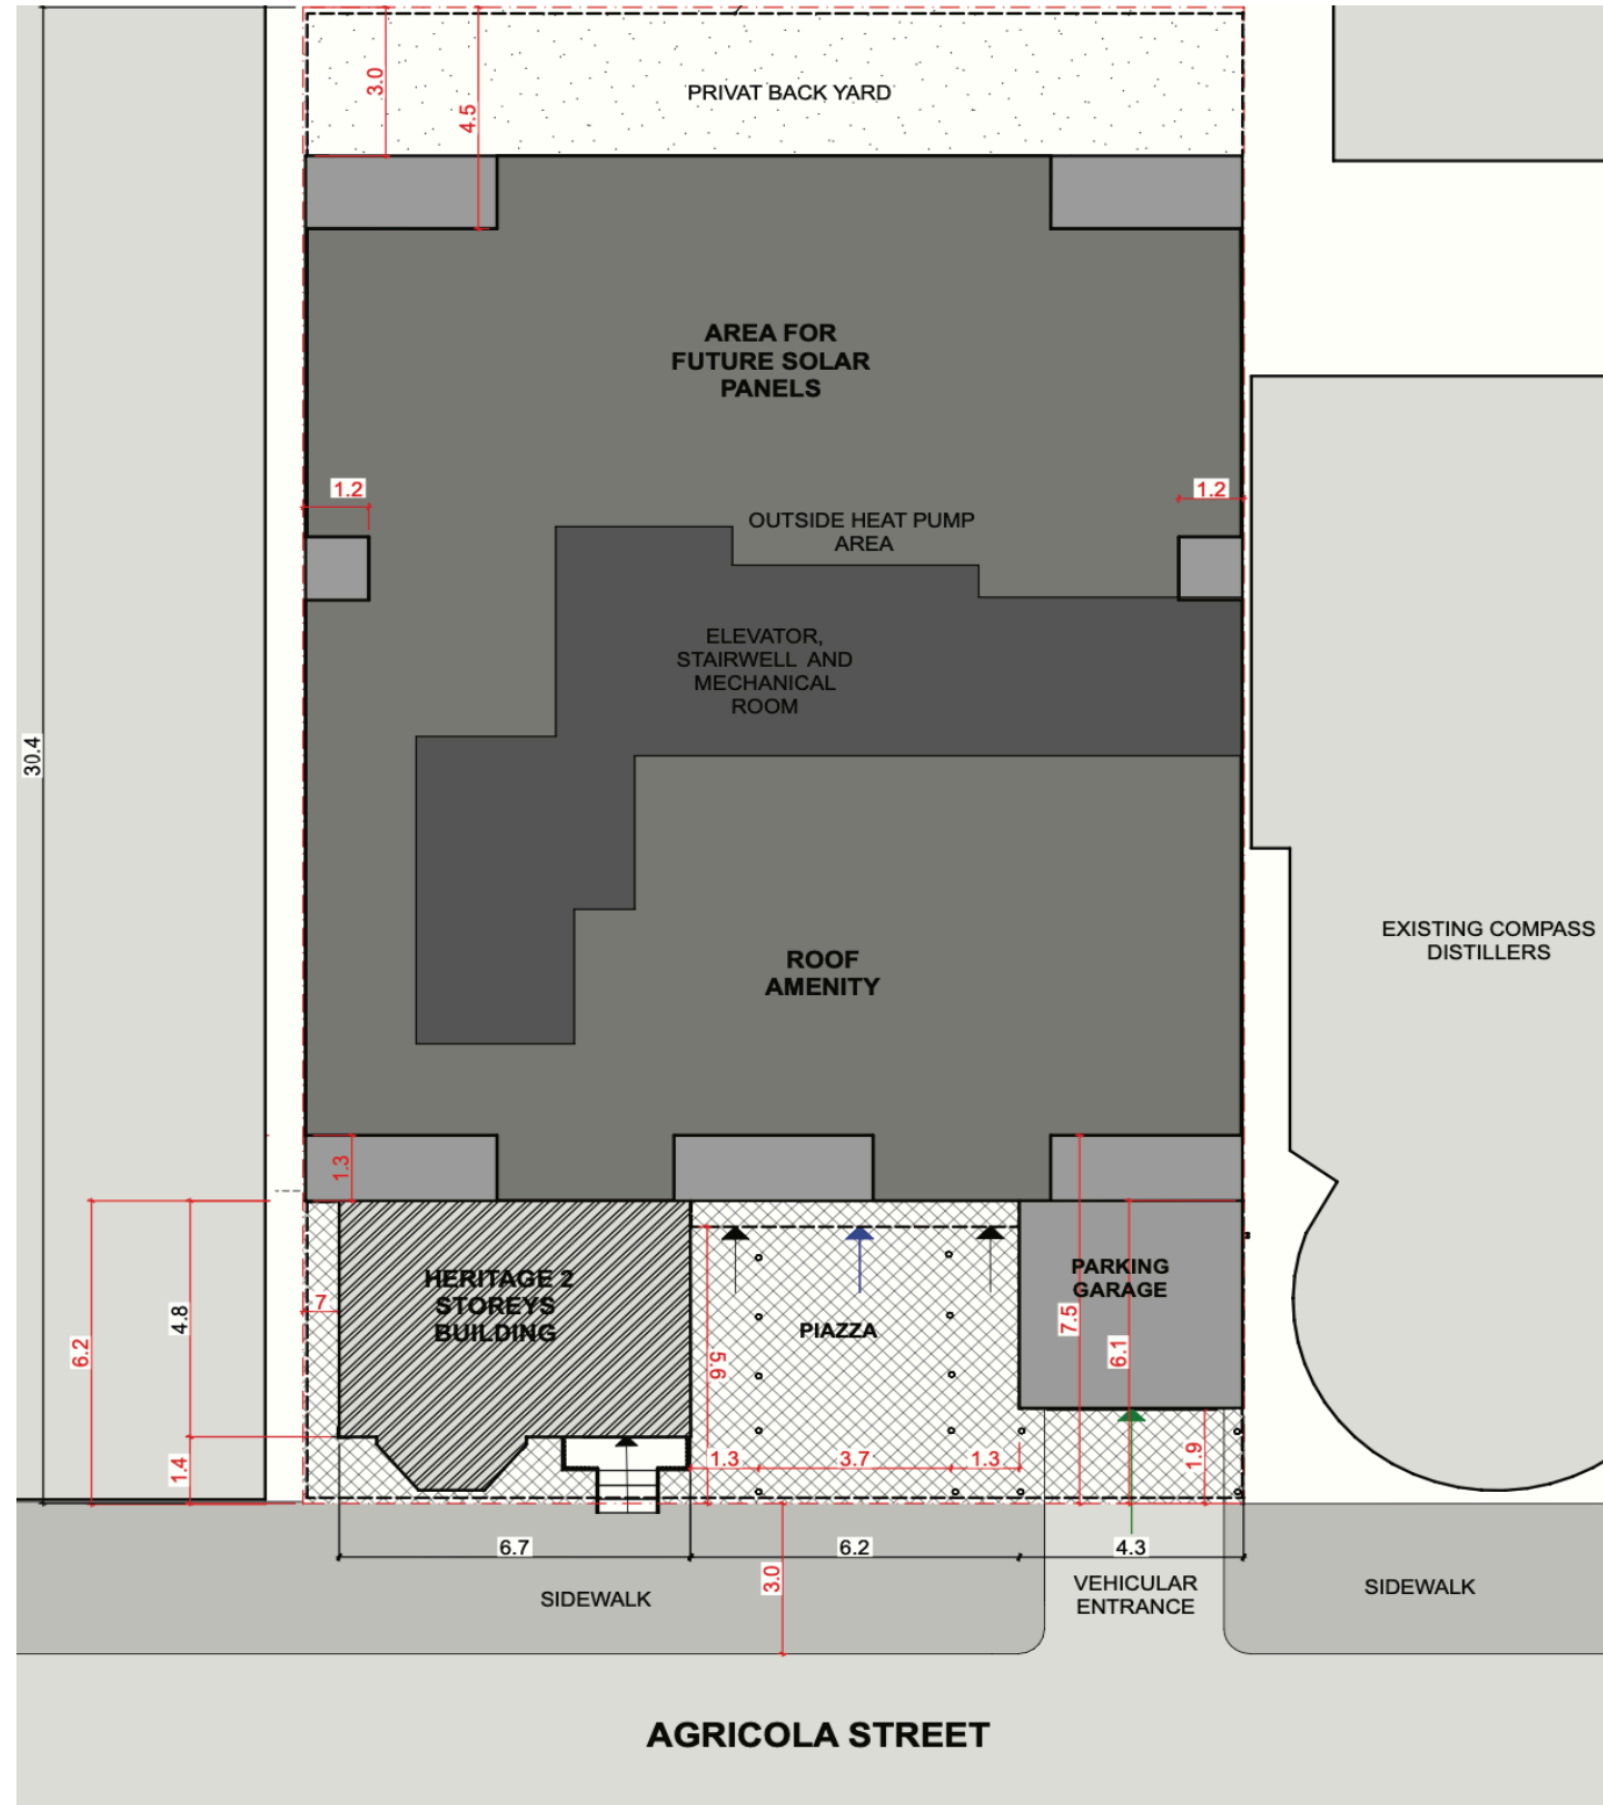 3.0
4.5
PRIVAT BACK YARD
AREA FOR
FUTURE SOLAR
PANELS
1.2
1.2
OUTSIDE HEAT PUMP
AREA
ELEVATOR,
STAIRWELL AND
MECHANICAL
ROOM
30.4
EXISTING COMPASS
DISTILLERS
ROOF
AMENITY
1.3
HERITAGE 2
STOREYS
BUILDING
7
6.2
4.8
1.4
PIAZZA
5.6
PARKING
GARAGE
7.5
6.1
1.3
3.7
1.3
1.9
6.7
6.2
4.3
3.0
SIDEWALK
VEHICULAR
ENTRANCE
SIDEWALK
AGRICOLA STREET